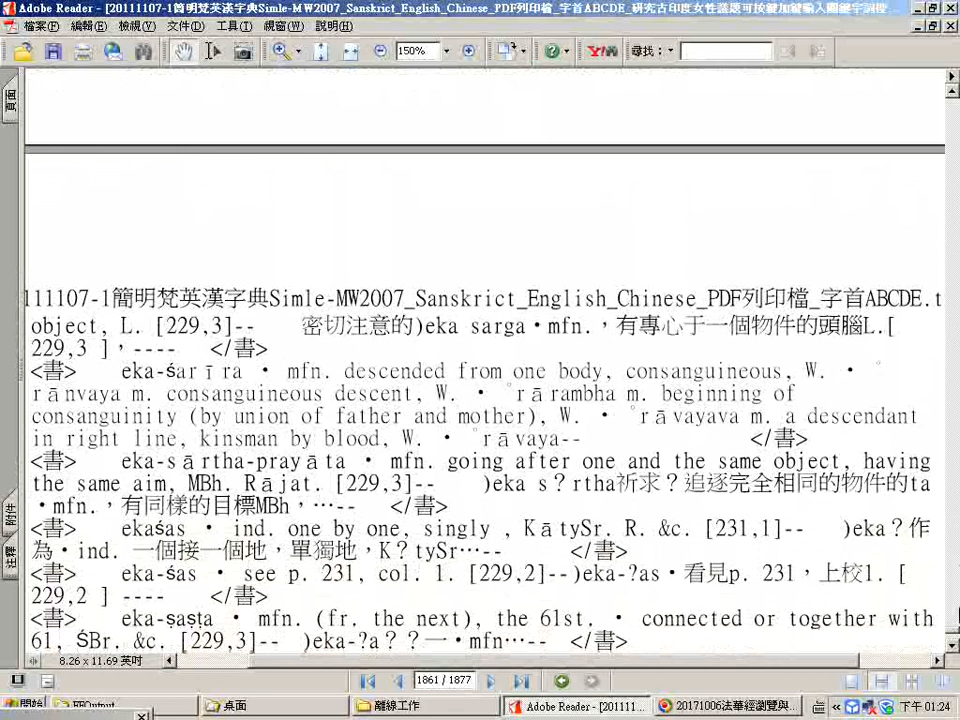 Adobe Reader - [20111107-1簡明梵英漢字典Simle-MW2007_Sanskrict_English_Chinese_PDF列印檔_字首ABCDE_研究古印度女性議題可按鍵加鍵輸入關鍵字詞搜
檔案(F) 編輯(E) 檢視(V) 文件(D) 工具(T) 視窗(W) 說明(H)
150% Y! 尋找:
頁面
111107-1簡明梵英漢字典Simle-MW2007_Sanskrict_English_Chinese_PDF列印檔_字首ABCDE.t
object, L. [229,3]-- 密切注意的)eka sarga‧mfn.，有專心于一個物件的頭腦L.[
229,3 ]，---- </書>
<書> eka-śarīra ‧ mfn. descended from one body, consanguineous, W. ‧ °
rānvaya m. consanguineous descent, W. ‧ °rārambha m. beginning of
consanguinity (by union of father and mother), W. ‧ °rāvayava m. a descendant
in right line, kinsman by blood, W. ‧ °rāvaya-- </書>
<書> eka-sārtha-prayāta ‧ mfn. going after one and the same object, having
the same aim, MBh. Rājat. [229,3]-- )eka s？rtha祈求？追逐完全相同的物件的ta
‧mfn.，有同樣的目標MBh，…-- </書>
<書> ekaśas ‧ ind. one by one, singly , KātySr. R. &c. [231,1]-- )eka？作
為‧ind. 一個接一個地，單獨地，K？tySr…-- </書>
<書> eka-śas ‧ see p. 231, col. 1. [229,2]--)eka-?as‧看見p. 231，上校1. [
229,2 ] ---- </書>
<書> eka-ṣaṣṭa ‧ mfn. (fr. the next), the 61st. ‧ connected or together with
61, ŚBr. &c. [229,3]-- )eka-?a？？一‧mfn…-- </書>
附件
注釋
8.26 x 11.69 英吋
1861 / 1877
開始 FFOutput 桌面 離線工作 Adobe Reader - [201111... 20171006法華經瀏覽與... 下午 01:24